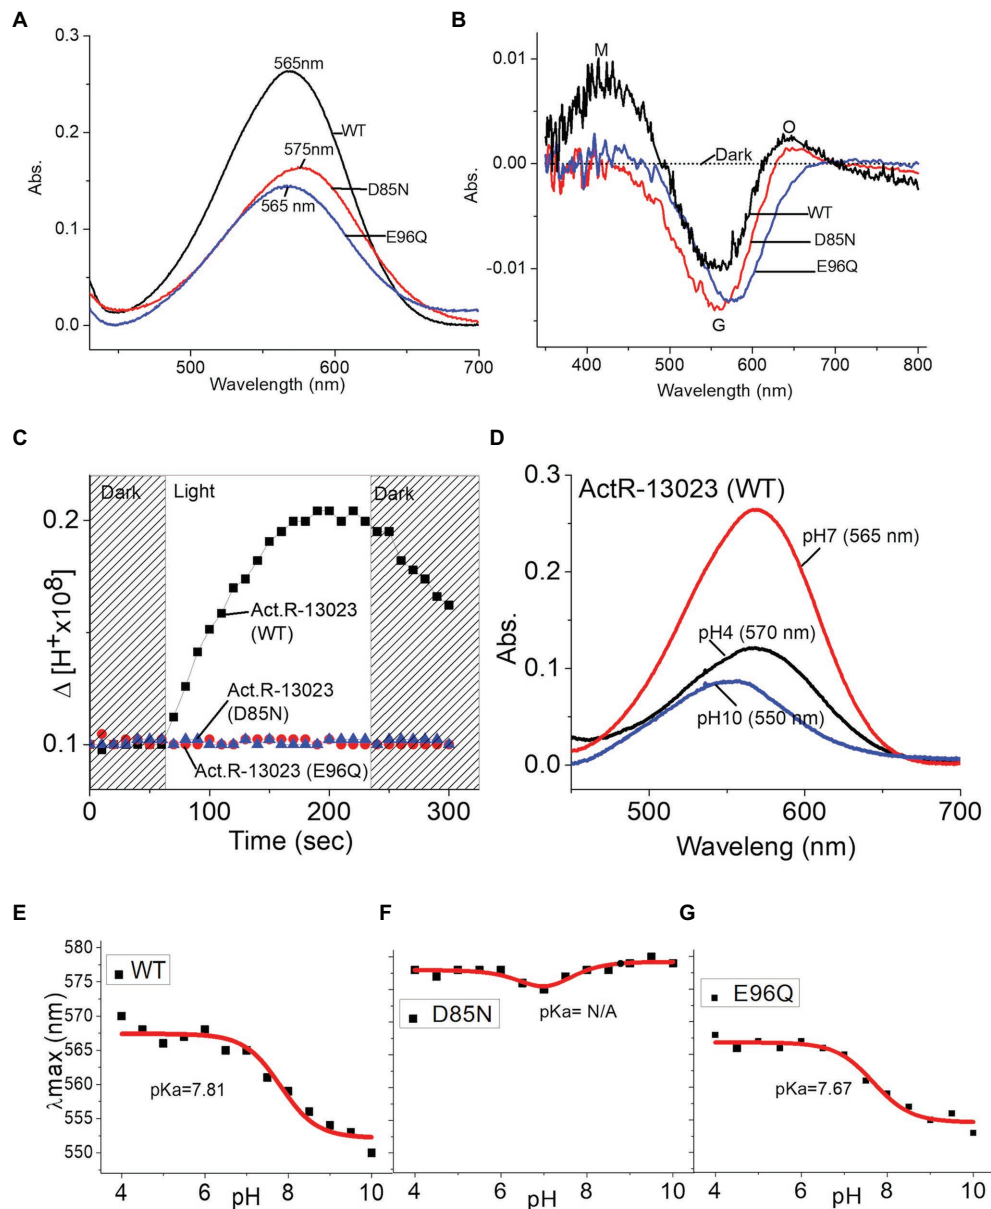 A
0.3
0.2
0.1
0.0
Abs.
565nm
WT
575nm
D85N
565 nm
E96Q
500
600
700
Wavelength (nm)
B
0.01
0.00
-0.01
Abs.
M
O
Dark
WT
D85N
E96Q
G
400
500
600
700
800
Wavelength (nm)
C
Dark
Light
Dark
0.2
0.1
Δ [H⁺x10⁸]
Act.R-13023
(WT)
Act.R-13023
(D85N)
Act.R-13023 (E96Q)
0
100
200
300
Time (sec)
D
0.3
0.2
0.1
0.0
Abs.
ActR-13023 (WT)
pH7 (565 nm)
pH4 (570 nm)
pH10 (550 nm)
500
600
700
Waveleng (nm)
E
580
575
570
565
560
555
550
λmax (nm)
WT
pKa=7.81
4
6
8
10
pH
F
D85N
pKa= N/A
4
6
8
10
pH
G
E96Q
pKa=7.67
4
6
8
10
pH